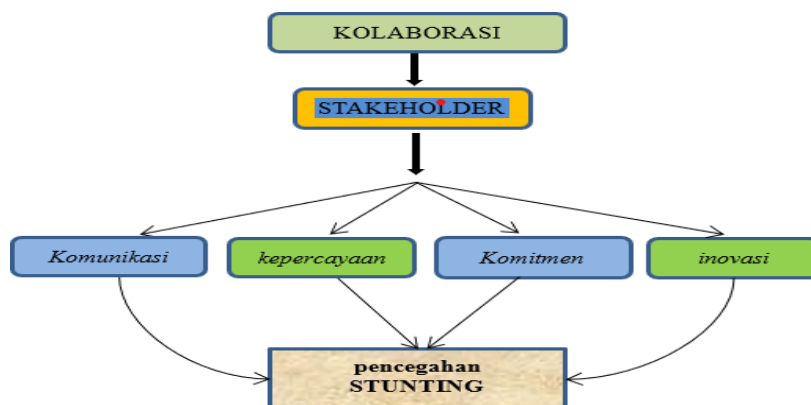 KOLABORASI
STAKEHOLDER
Komunikasi
kepercayaan
Komitmen
inovasi
pencegahan
STUNTING